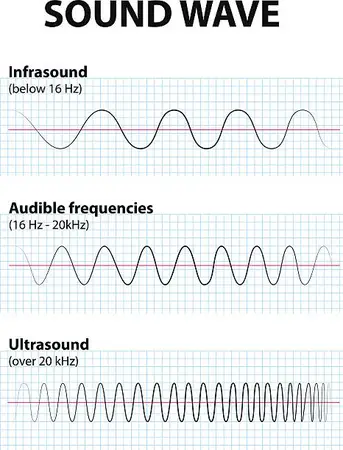 SOUND WAVE
Infrasound
(below 16 Hz)
Audible frequencies
(16 Hz - 20kHz)
Ultrasound
(over 20 kHz)